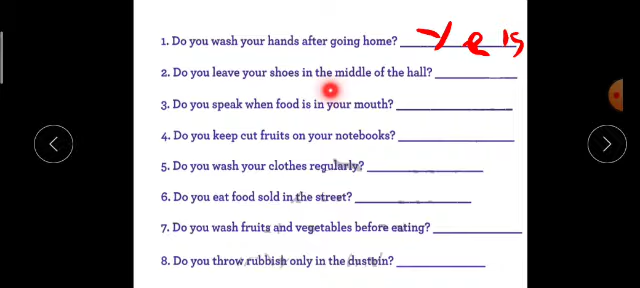 1. Do you wash your hands after going home? Yes
2. Do you leave your shoes in the middle of the hall?
3. Do you speak when food is in your mouth?
4. Do you keep cut fruits on your notebooks?
5. Do you wash your clothes regularly?
6. Do you eat food sold in the street?
7. Do you wash fruits and vegetables before eating?
8. Do you throw rubbish only in the dustbin?